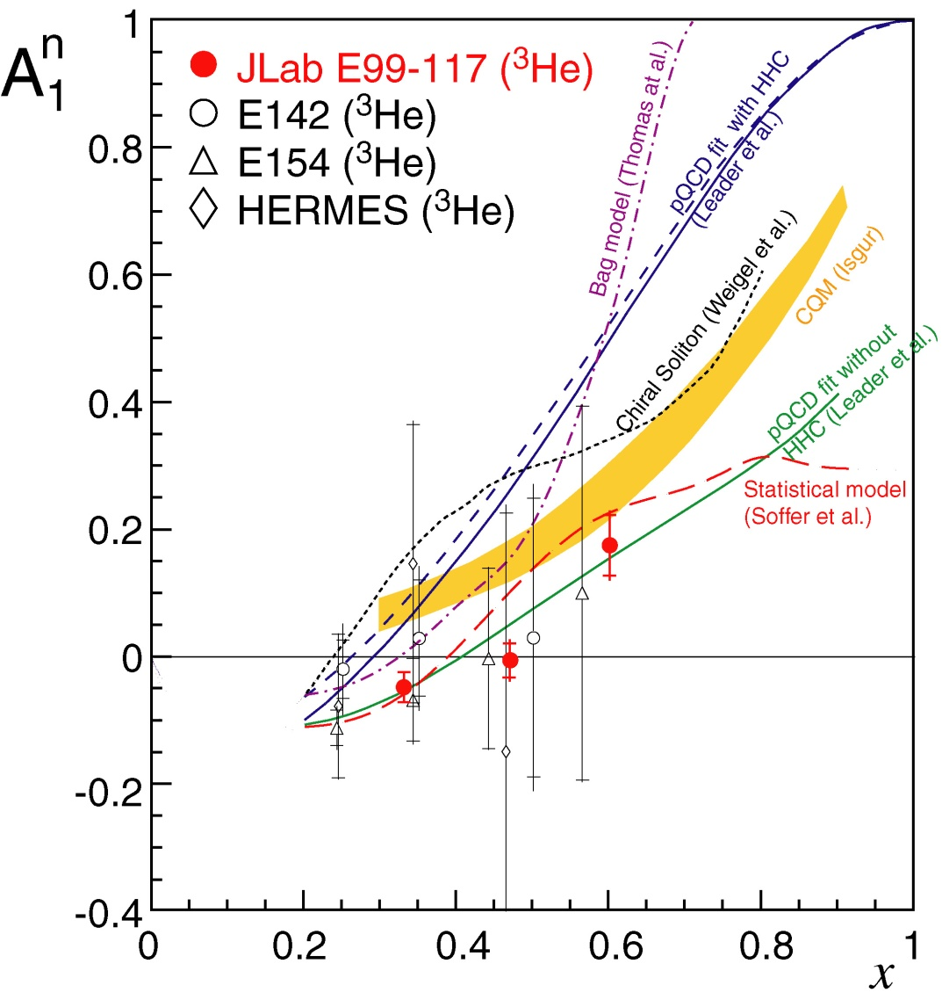 A₁ⁿ
1
0.8
0.6
0.4
0.2
0
-0.2
-0.4
JLab E99-117 (³He)
E142 (³He)
E154 (³He)
HERMES (³He)
Bag model (Thomas at al.)
pQCD fit with HHC
(Leader et al.)
Chiral Soliton (Weigel et al.)
CQM (Isgur)
pQCD fit without
HHC (Leader et al.)
Statistical model
(Soffer et al.)
0 0.2 0.4 0.6 0.8 1
x